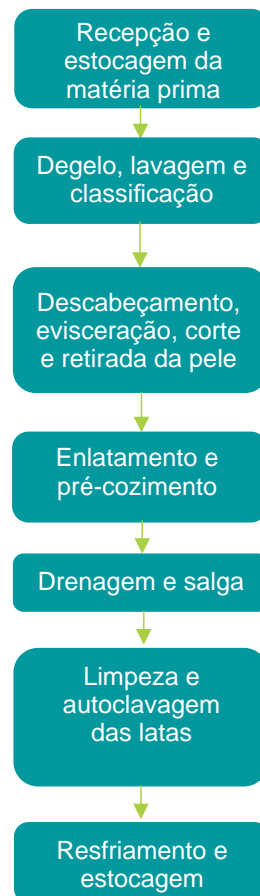 Recepção e
estocagem da
matéria prima
Degelo, lavagem e
classificação
Descabeçamento,
evisceração, corte
e retirada da pele
Enlatamento e
pré-cozimento
Drenagem e salga
Limpeza e
autoclavagem
das latas
Resfriamento e
estocagem